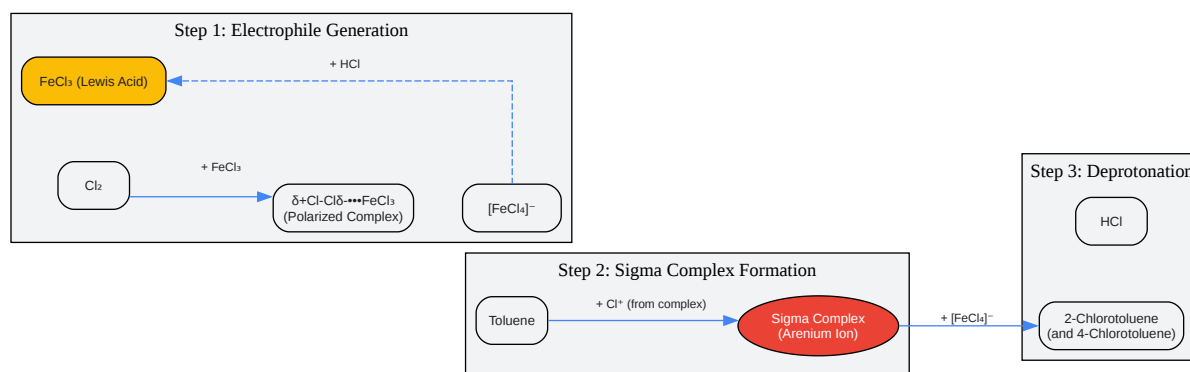 Step 1: Electrophile Generation
+ HCl
FeCl₃ (Lewis Acid)
+ FeCl₃
Cl₂
δ+Cl-Clδ-•••FeCl₃
(Polarized Complex)
[FeCl₄]⁻
Step 2: Sigma Complex Formation
Toluene
+ Cl⁺ (from complex)
Sigma Complex
(Arenium Ion)
+ [FeCl₄]⁻
Step 3: Deprotonation
HCl
2-Chlorotoluene
(and 4-Chlorotoluene)